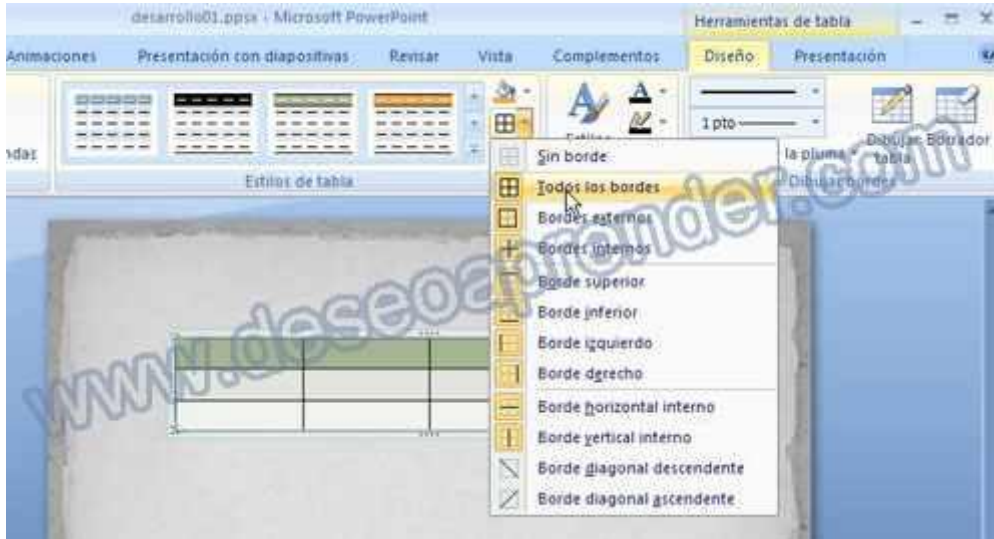 desarrollo01.ppsx - Microsoft PowerPoint
Herramientas de tabla
Animaciones Presentación con diapositivas Revisar Vista Complementos Diseño Presentación
1 pto
ndas
la pluma
Dibujar tabla
Borrador
Estilos de tabla
Dibujar bordes
Sin borde
Todos los bordes
Bordes externos
Bordes internos
Borde superior
Borde inferior
Borde izquierdo
Borde derecho
Borde horizontal interno
Borde vertical interno
Borde diagonal descendente
Borde diagonal ascendente
www.deseoaprender.com